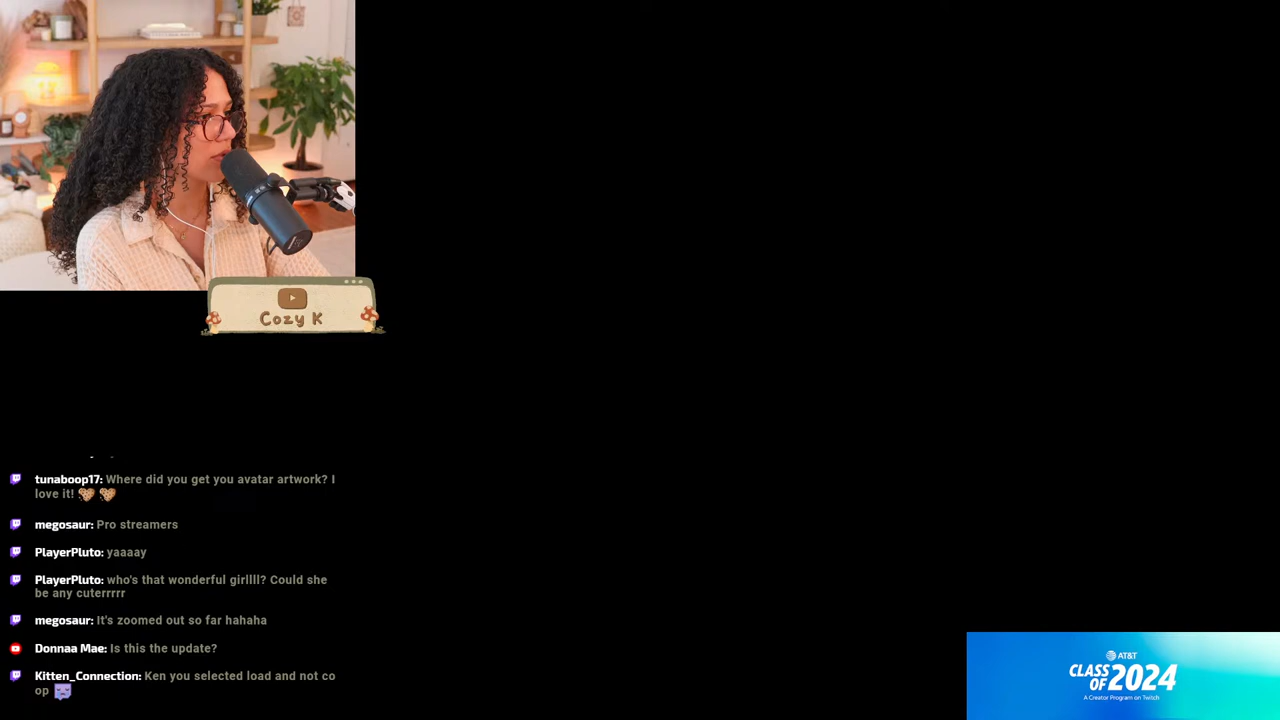 Cozy K
tunaboop17: Where did you get you avatar artwork? I
love it!
megosaur: Pro streamers
PlayerPluto: yaaaay
PlayerPluto: who's that wonderful girllll? Could she
be any cuterrrrr
megosaur: It's zoomed out so far hahaha
Donnaa Mae: Is this the update?
Kitten_Connection: Ken you selected load and not co
op
AT&T
CLASS
OF 2024
A Creator Program on Twitch